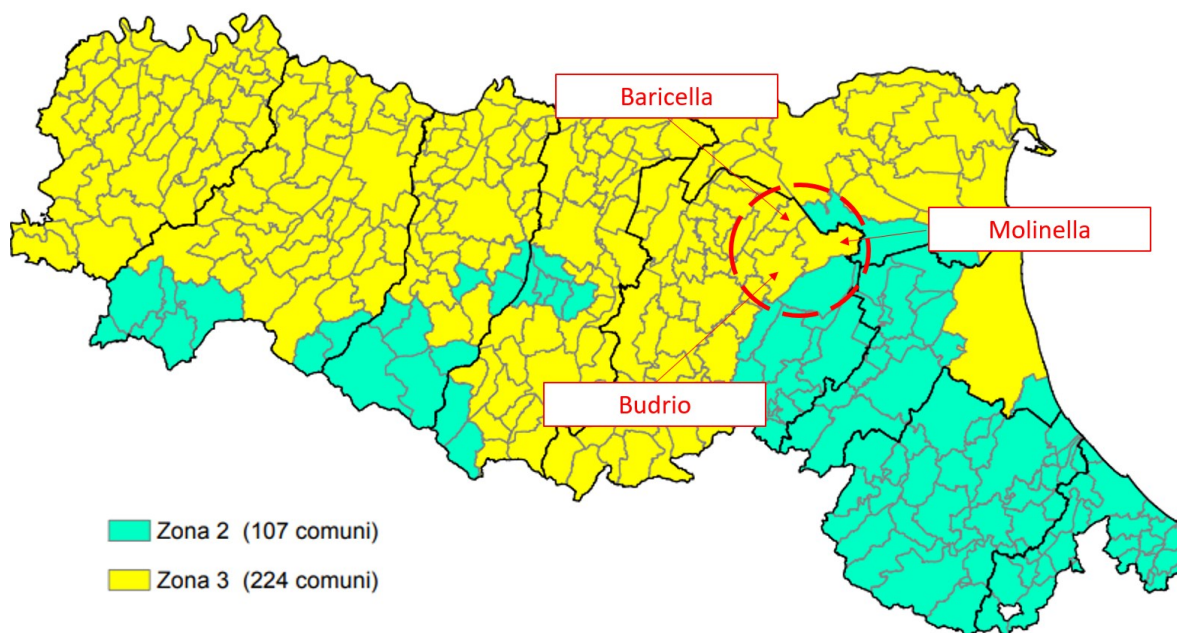 Baricella
Molinella
Budrio
Zona 2 (107 comuni)
Zona 3 (224 comuni)